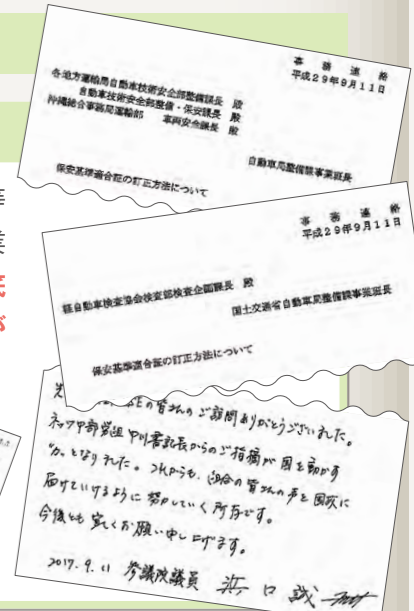 事務連絡
平成29年9月11日
各地方運輸局自動車技術安全部整備課長 殿
自動車技術安全部整備・保安課長 殿
沖縄総合事務局運輸部 車両安全課長 殿
自動車局整備課事業班長
保安基準適合証の訂正方法について
事務連絡
平成29年9月11日
軽自動車検査協会検査部検査企画課長 殿
国土交通省自動車局整備課事業班長
保安基準適合証の訂正方法について
の皆さんのご訪問ありがとうございました。
ネッツ甲部労組 中川書記長からのご指摘が国を動かす
"力"となりました。これからも、組合の皆さんの声を国政に
届けていけるように努めていく所存です。
今後とも宜しくお願い申し上げます。
2017.9.11 参議院議員 浜口誠